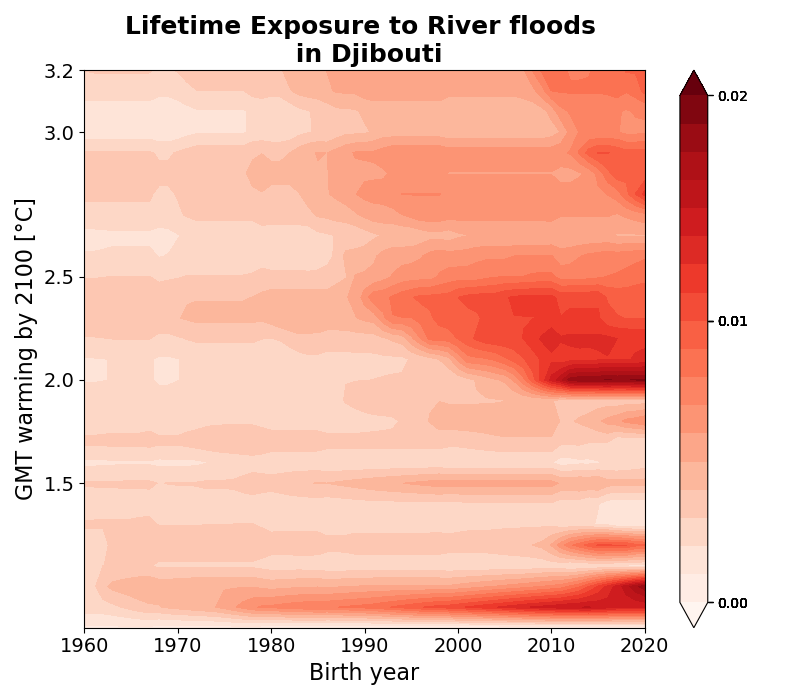 Lifetime Exposure to River floods
in Djibouti
GMT warming by 2100 [°C]
3.2
3.0
2.5
2.0
1.5
1960 1970 1980 1990 2000 2010 2020
Birth year
0.02
0.01
0.00